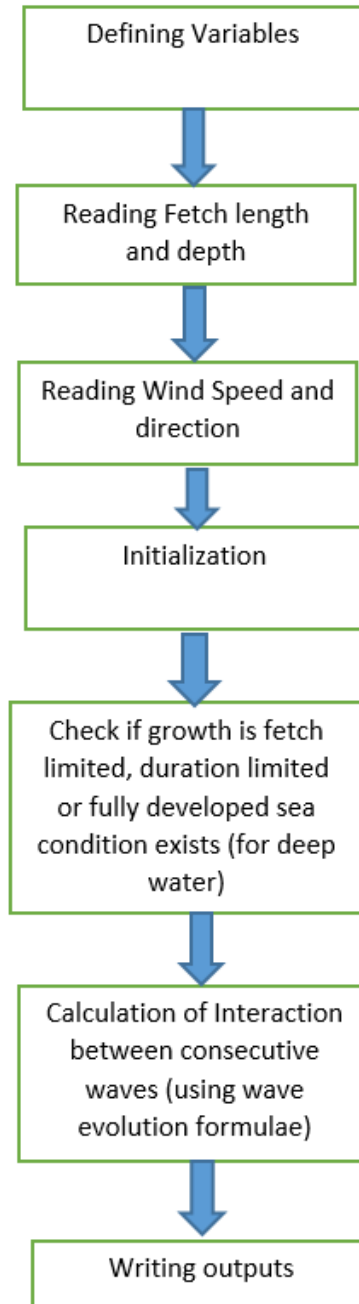 Defining Variables
Reading Fetch length
and depth
Reading Wind Speed and
direction
Initialization
Check if growth is fetch
limited, duration limited
or fully developed sea
condition exists (for deep
water)
Calculation of Interaction
between consecutive
waves (using wave
evolution formulae)
Writing outputs